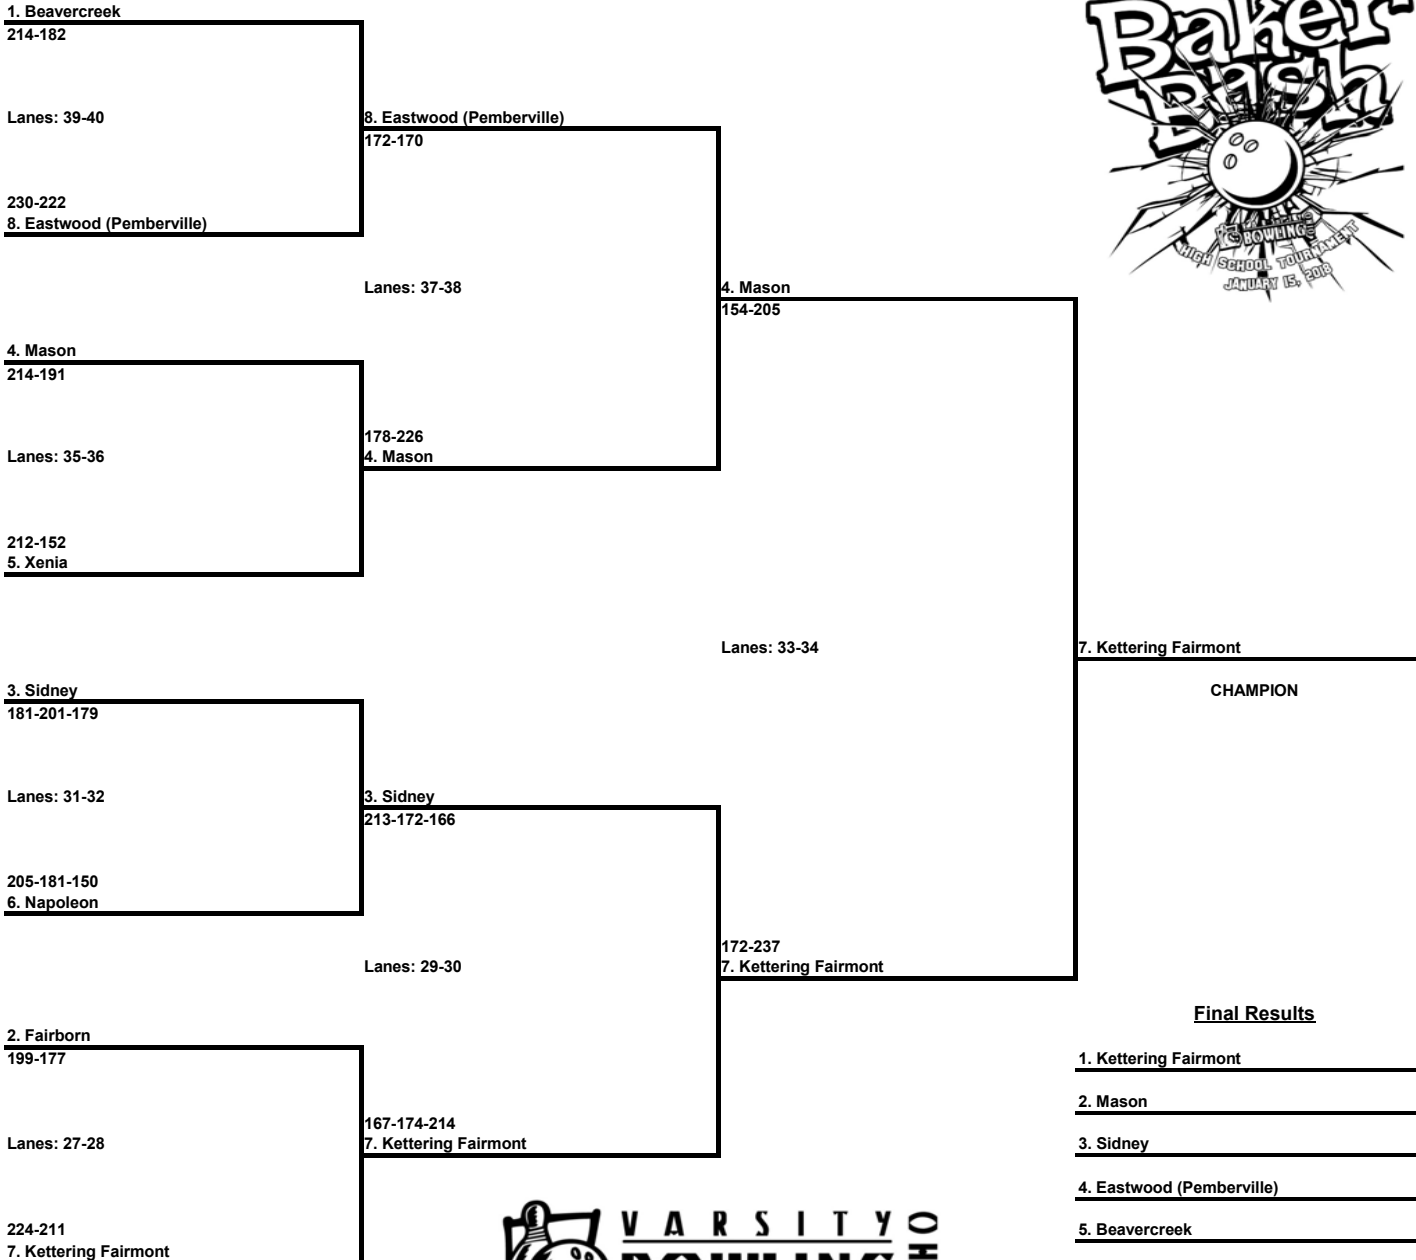 1. Beavercreek
214-182
Lanes: 39-40
230-222
8. Eastwood (Pemberville)
8. Eastwood (Pemberville)
172-170
Lanes: 37-38
4. Mason
214-191
Lanes: 35-36
212-152
5. Xenia
178-226
4. Mason
4. Mason
154-205
Lanes: 33-34
3. Sidney
181-201-179
Lanes: 31-32
205-181-150
6. Napoleon
3. Sidney
213-172-166
Lanes: 29-30
2. Fairborn
199-177
Lanes: 27-28
224-211
7. Kettering Fairmont
167-174-214
7. Kettering Fairmont
172-237
7. Kettering Fairmont
7. Kettering Fairmont
CHAMPION
Baker
Bash
BOWLING
HIGH SCHOOL TOURNAMENT
JANUARY 15, 2018
Final Results
1. Kettering Fairmont
2. Mason
3. Sidney
4. Eastwood (Pemberville)
5. Beavercreek
VARSITY
BOWLING